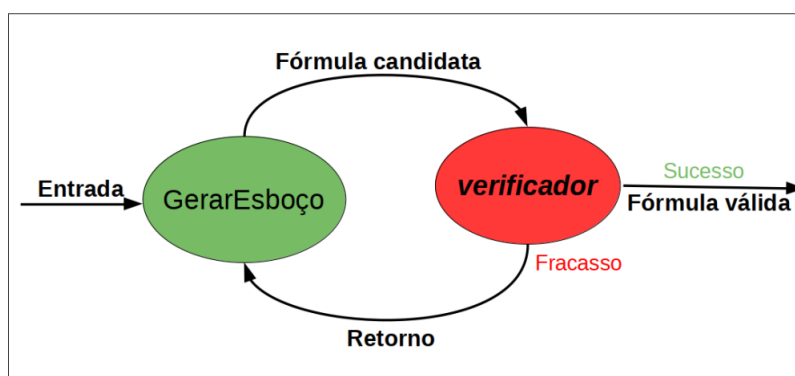 Fórmula candidata
Entrada
GerarEsboço
verificador
Sucesso
Fórmula válida
Fracasso
Retorno